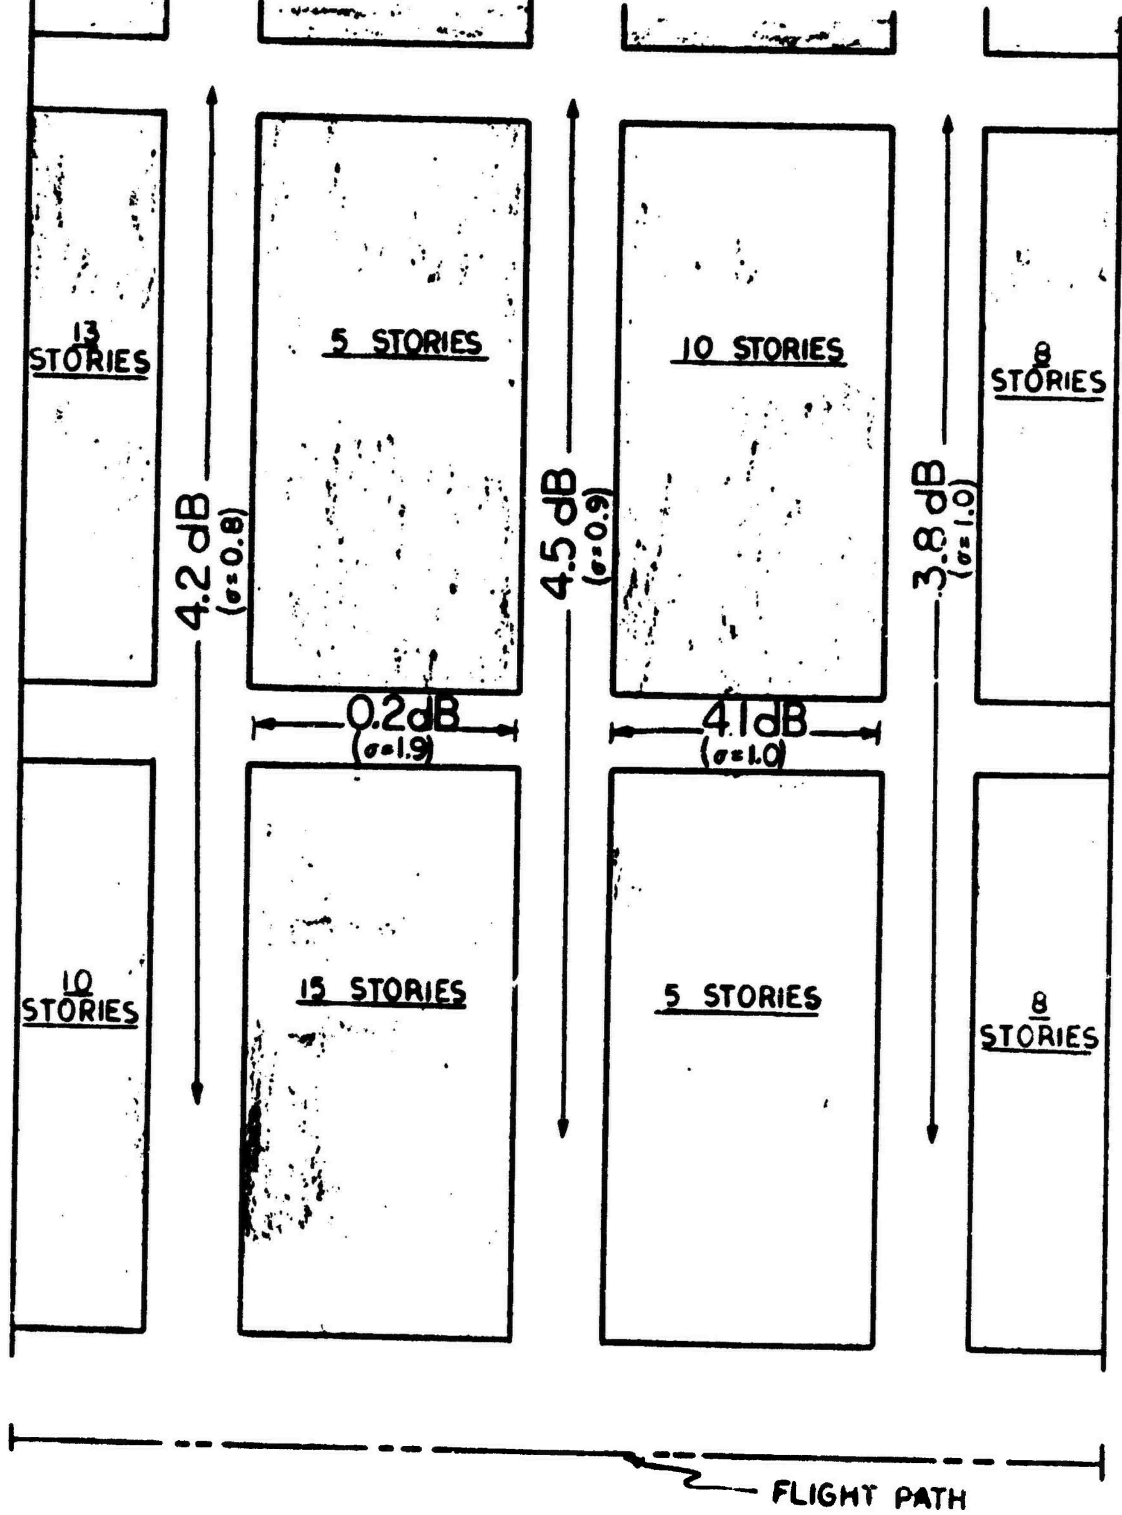 13
STORIES
5 STORIES
10 STORIES
8
STORIES
4.2 dB
(σ=0.8)
4.5 dB
(σ=0.9)
3.8 dB
(σ=1.0)
0.2dB
(σ=1.9)
4.1dB
(σ=1.0)
10
STORIES
15 STORIES
5 STORIES
8
STORIES
FLIGHT PATH